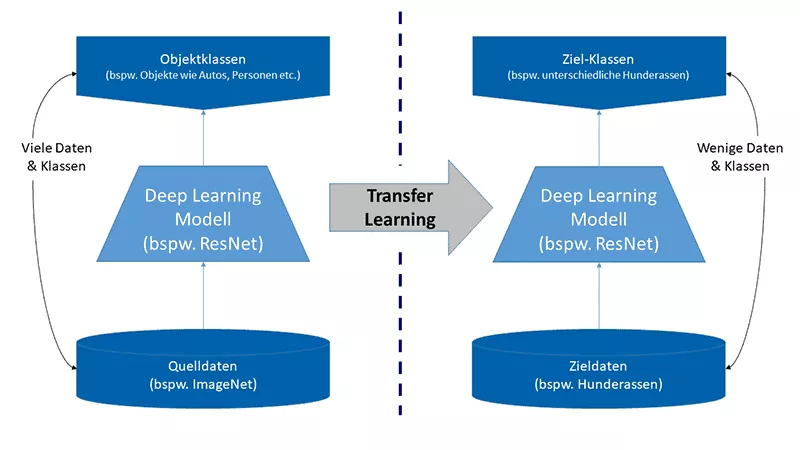 Objektklassen
(bspw. Objekte wie Autos, Personen etc.)
Viele Daten
& Klassen
Deep Learning
Modell
(bspw. ResNet)
Quelldaten
(bspw. ImageNet)
Transfer
Learning
Ziel-Klassen
(bspw. unterschiedliche Hunderassen)
Wenige Daten
& Klassen
Deep Learning
Modell
(bspw. ResNet)
Zieldaten
(bspw. Hunderassen)